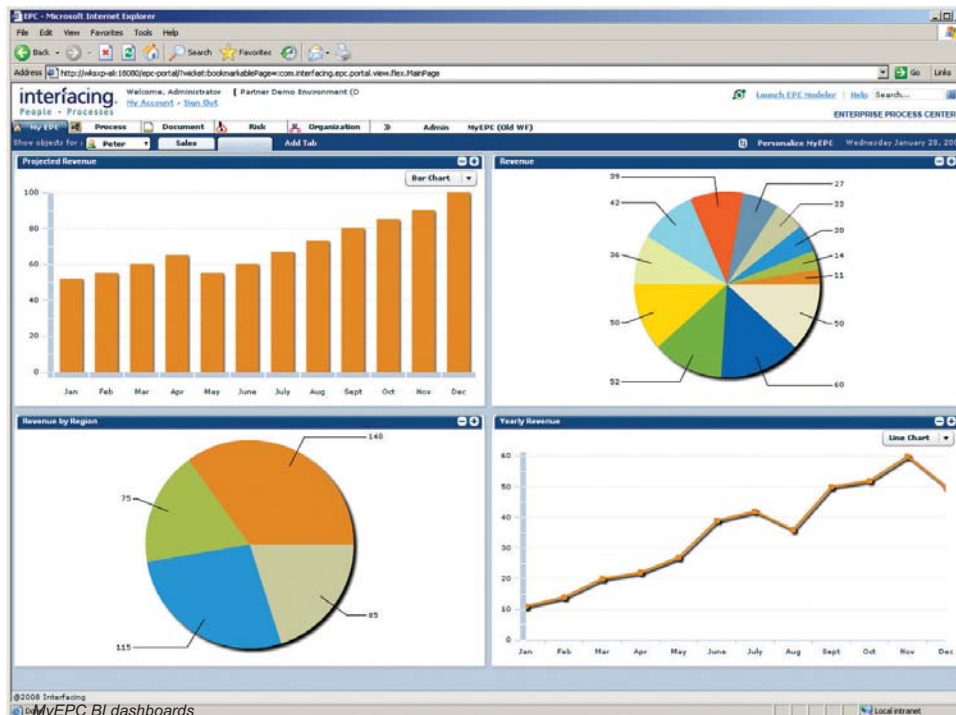 EPC - Microsoft Internet Explorer
File Edit View Favorites Tools Help
Back Search Favorites
Address http://wksxp-ali:18080/epc-portal/?wicket:bookmarkablePage=:com.interfacing.epc.portal.view.flex.MainPage Go Links
interfacing. Welcome, Administrator [ Partner Demo Environment (D Launch EPC Modeler | Help Search...
People - Processes My Account - Sign Out
ENTERPRISE PROCESS CENTER
My EPC Process Document Risk Organization » Admin MyEPC (Old WF)
Show objects for : Peter Sales Add Tab Personalize MyEPC Wednesday January 28, 200
Projected Revenue
Bar Chart
100
80
60
40
20
0
Jan Feb Mar Apr May June July Aug Sept Oct Nov Dec
Revenue
39 27
42 22
20
36 14
11
50 50
52 60
Revenue by Region
140
75
85
115
Yearly Revenue
Line Chart
60
50
40
30
20
10
0
Jan Feb Mar Apr May June July Aug Sept Oct Nov Dec
@2008 Interfacing
MyEPC BI dashboards
Local intranet